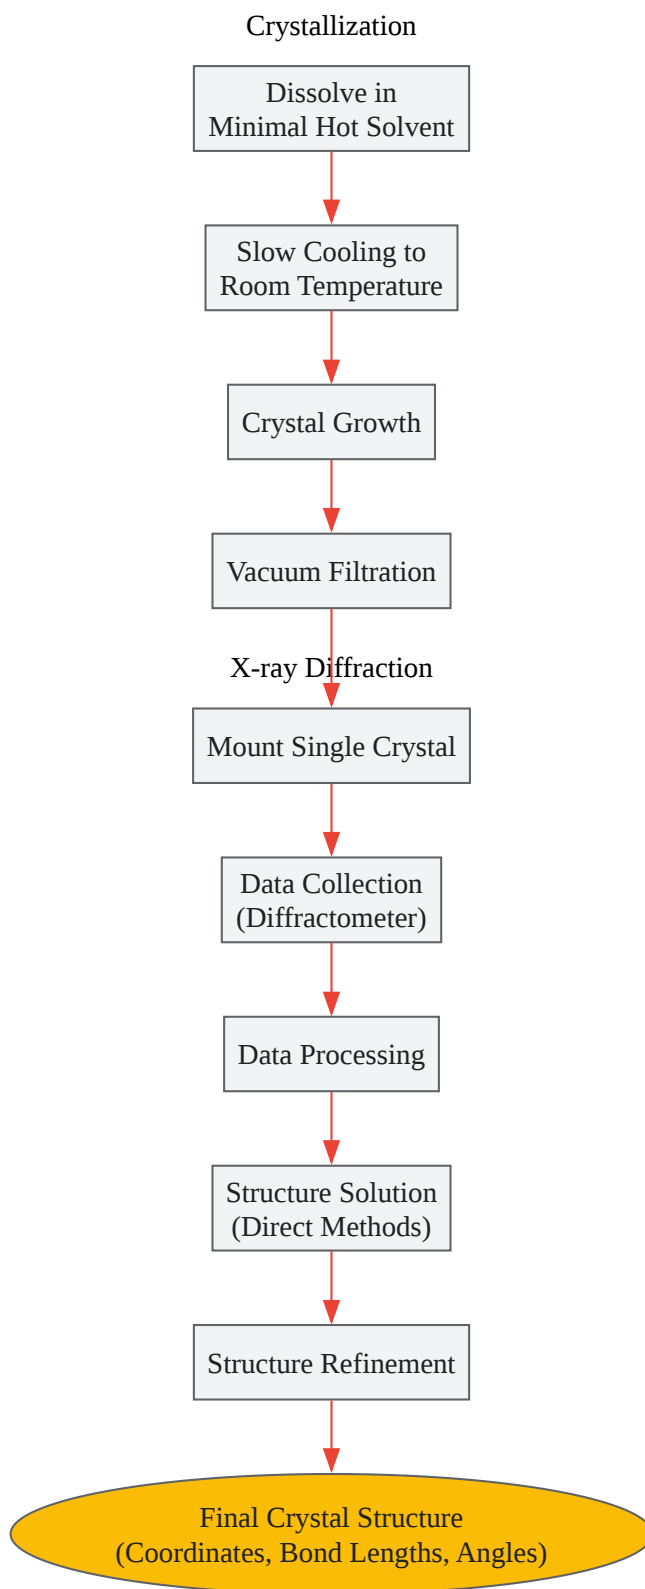 Crystallization
Dissolve in
Minimal Hot Solvent
Slow Cooling to
Room Temperature
Crystal Growth
Vacuum Filtration
X-ray Diffraction
Mount Single Crystal
Data Collection
(Diffractometer)
Data Processing
Structure Solution
(Direct Methods)
Structure Refinement
Final Crystal Structure
(Coordinates, Bond Lengths, Angles)